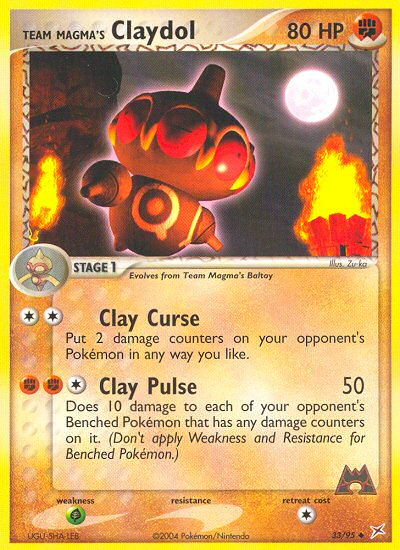 TEAM MAGMA'S Claydol 80 HP
Illus. Zu-ka
STAGE 1
Evolves from Team Magma's Baltoy
Clay Curse
Put 2 damage counters on your opponent's
Pokémon in any way you like.
Clay Pulse 50
Does 10 damage to each of your opponent's
Benched Pokémon that has any damage counters
on it. (Don't apply Weakness and Resistance for
Benched Pokémon.)
weakness resistance retreat cost
UGU-5HA-LE8 ©2004 Pokémon/Nintendo 33/95